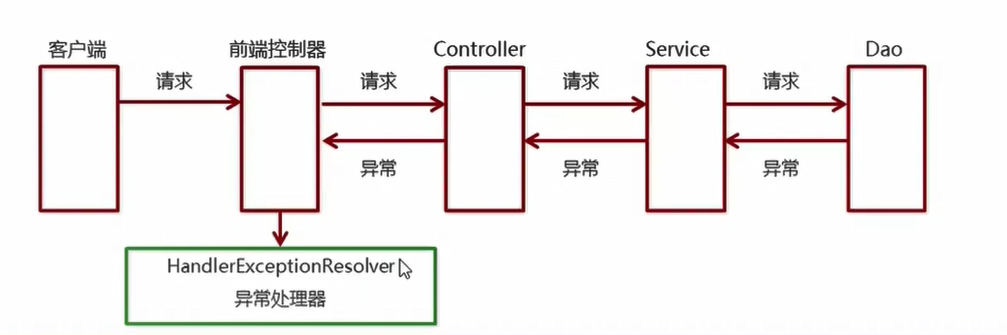 客户端 前端控制器 Controller Service Dao
请求 请求 请求 请求
异常 异常 异常
HandlerExceptionResolver
异常处理器